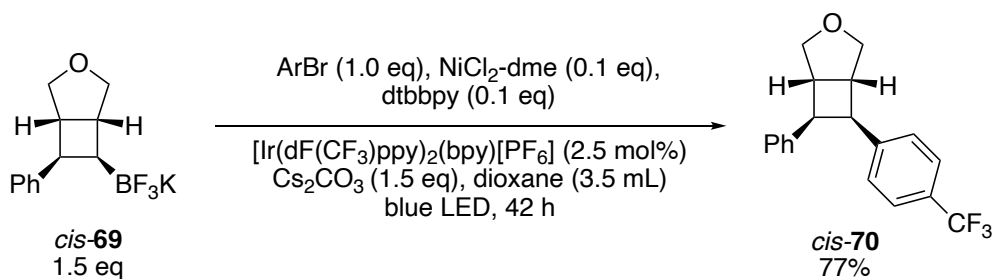 O
H
H
Ph
BF3K
cis-69
1.5 eq
ArBr (1.0 eq), NiCl2-dme (0.1 eq),
dtbbpy (0.1 eq)
[Ir(dF(CF3)ppy)2(bpy)[PF6] (2.5 mol%)
Cs2CO3 (1.5 eq), dioxane (3.5 mL)
blue LED, 42 h
O
H
H
Ph
CF3
cis-70
77%